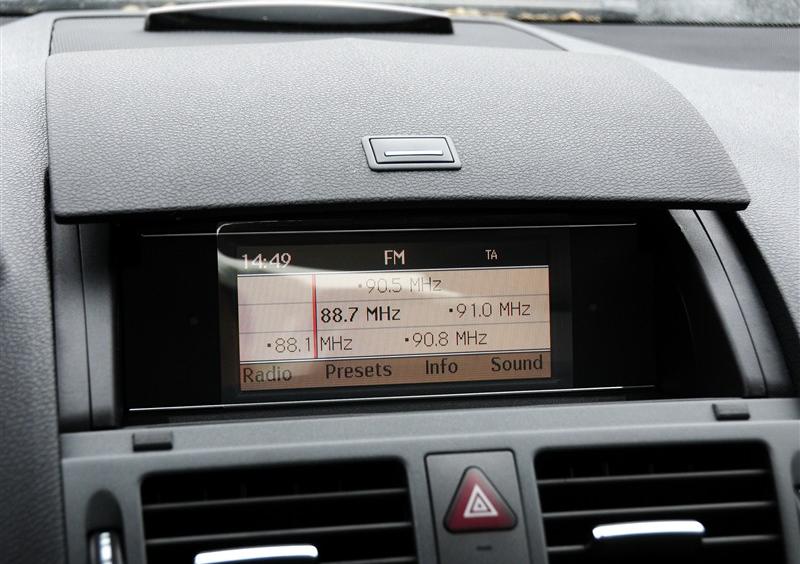 14:49 FM TA
•90.5 MHz
88.7 MHz •91.0 MHz
•88.1 MHz •90.8 MHz
Radio Presets Info Sound